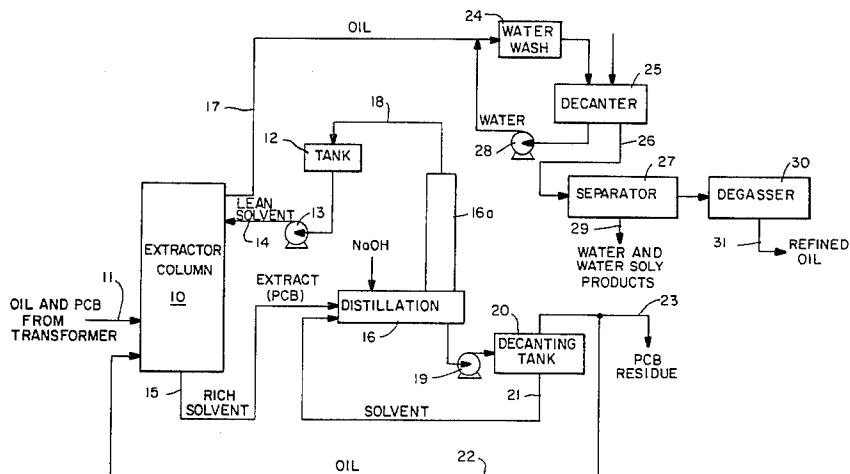 OIL
24
WATER
WASH
25
DECANTER
17
18
12
TANK
WATER
28
26
27
SEPARATOR
30
DEGASSER
16a
LEAN
SOLVENT
13
14
EXTRACTOR
COLUMN
10
NaOH
29
WATER AND
WATER SOLY
PRODUCTS
31
REFINED
OIL
11
OIL AND PCB
FROM
TRANSFORMER
EXTRACT
(PCB)
DISTILLATION
16
20
DECANTING
TANK
23
19
PCB
RESIDUE
15
RICH
SOLVENT
SOLVENT
21
OIL
22